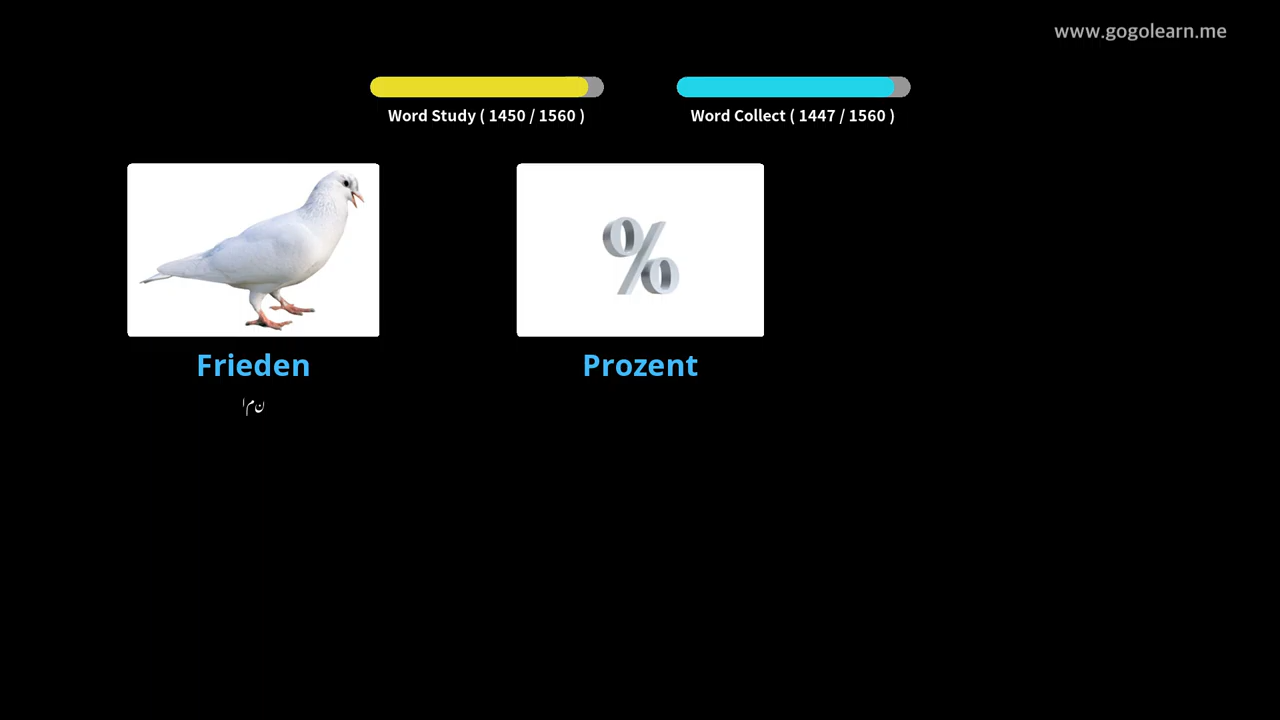 www.gogolearn.me
Word Study ( 1450 / 1560 )
Word Collect ( 1447 / 1560 )
%
Frieden
Prozent
امن